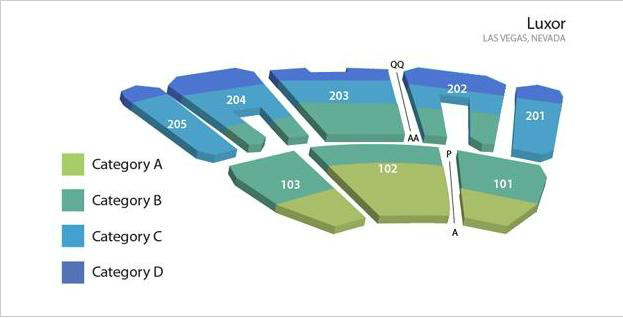 Luxor
LAS VEGAS, NEVADA
QQ
202
203
204
201
205
AA
P
102
103
101
A
Category A
Category B
Category C
Category D